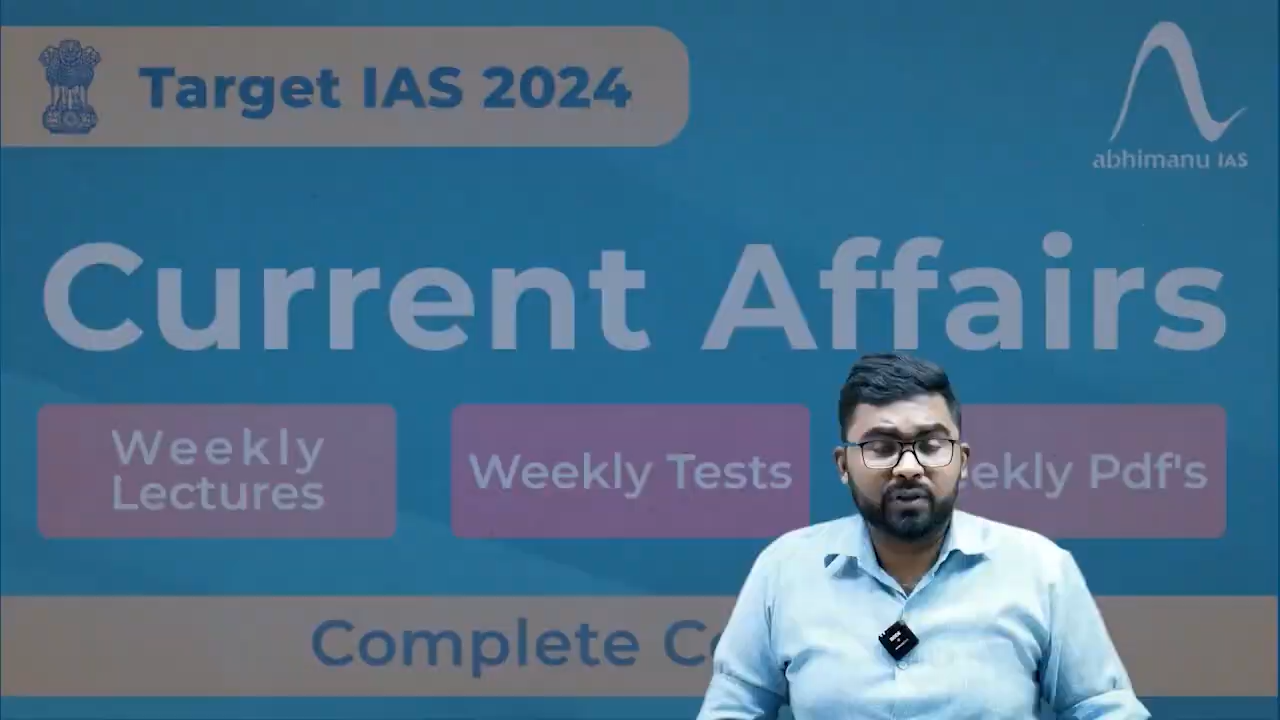 Target IAS 2024
abhimanu IAS
Current Affairs
Weekly
Lectures
Weekly Tests
Pdf's
Complete